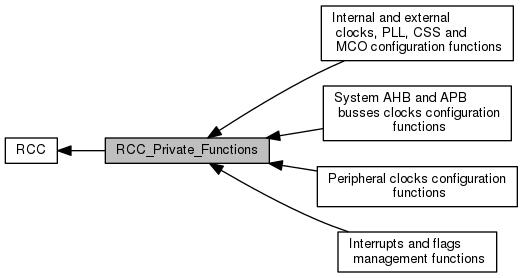 Internal and external
clocks, PLL, CSS and
MCO configuration functions
System AHB and APB
busses clocks configuration
functions
RCC
RCC_Private_Functions
Peripheral clocks configuration
functions
Interrupts and flags
management functions